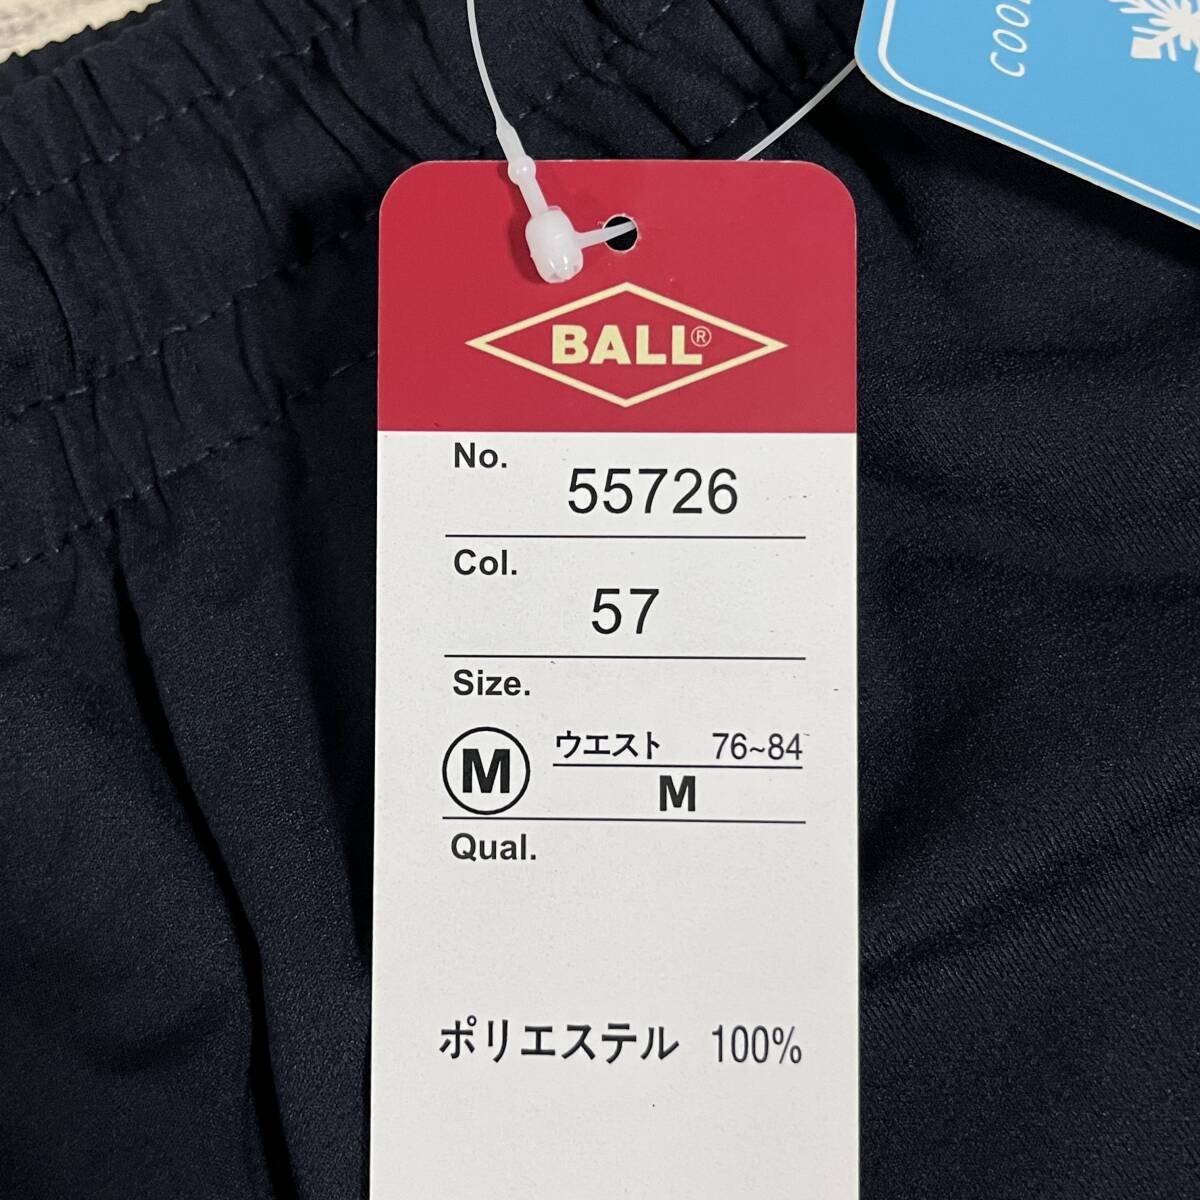 COOL
BALL®
No.
55726
Col.
57
Size.
M ウエスト 76~84
M
Qual.
ポリエステル 100%